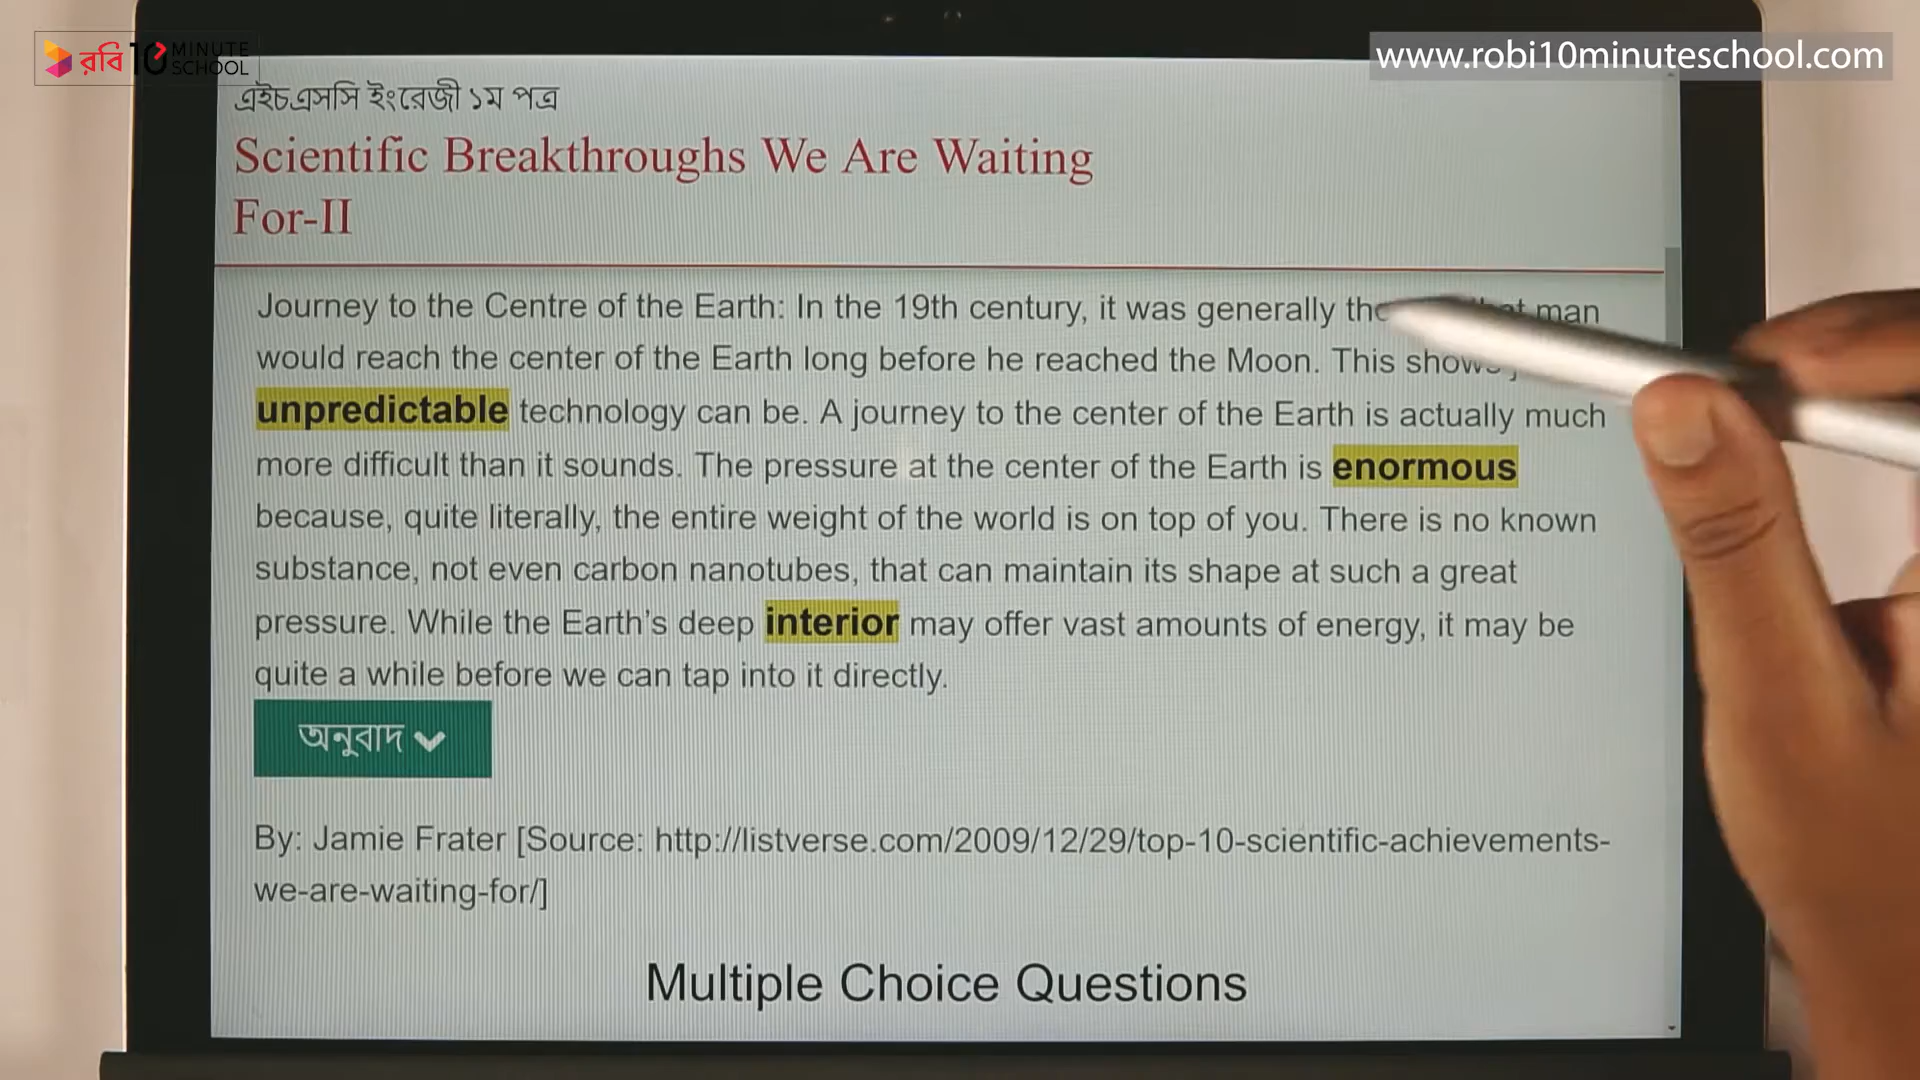 রবি 10 MINUTE SCHOOL
www.robi10minuteschool.com
এইচএসসি ইংরেজী ১ম পত্র
Scientific Breakthroughs We Are Waiting
For-II
Journey to the Centre of the Earth: In the 19th century, it was generally man
would reach the center of the Earth long before he reached the Moon. This
unpredictable technology can be. A journey to the center of the Earth is actually much
more difficult than it sounds. The pressure at the center of the Earth is enormous
because, quite literally, the entire weight of the world is on top of you. There is no known
substance, not even carbon nanotubes, that can maintain its shape at such a great
pressure. While the Earth's deep interior may offer vast amounts of energy, it may be
quite a while before we can tap into it directly.
অনুবাদ
By: Jamie Frater [Source: http://listverse.com/2009/12/29/top-10-scientific-achievements-
we-are-waiting-for/]
Multiple Choice Questions